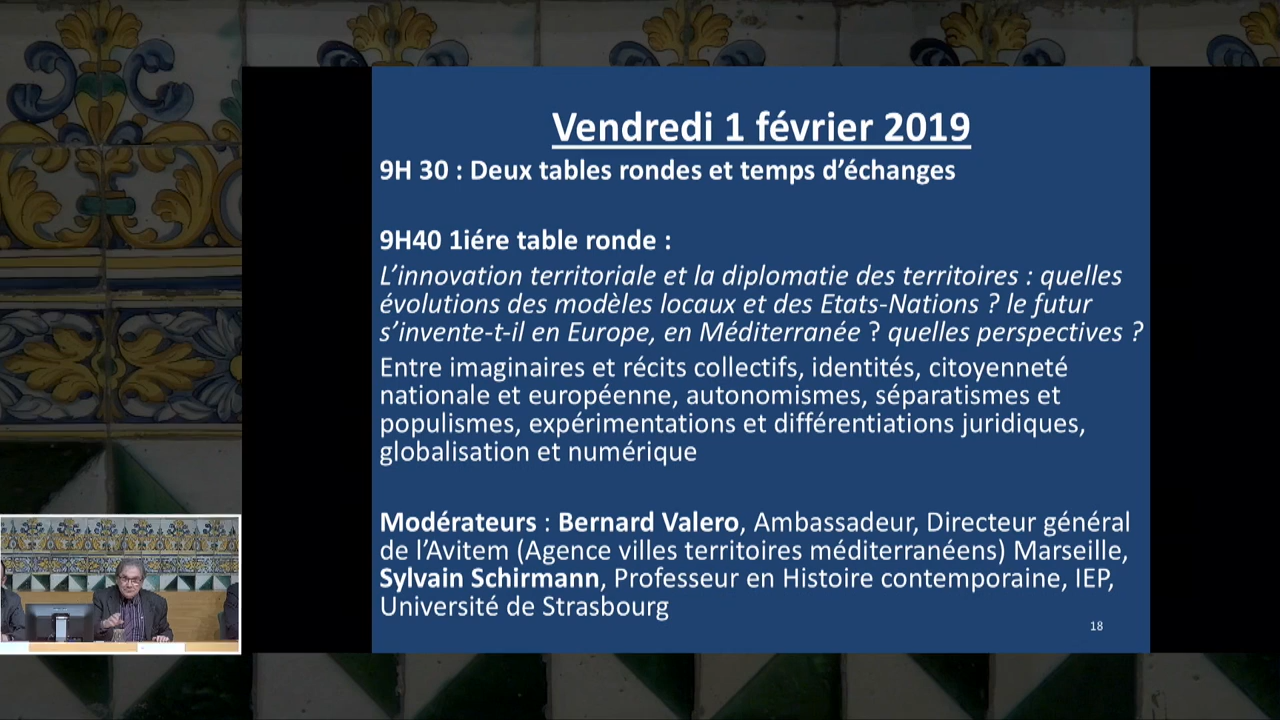 Vendredi 1 février 2019
9H 30 : Deux tables rondes et temps d’échanges
9H40 1iére table ronde :
L’innovation territoriale et la diplomatie des territoires : quelles
évolutions des modèles locaux et des Etats-Nations ? le futur
s’invente-t-il en Europe, en Méditerranée ? quelles perspectives ?
Entre imaginaires et récits collectifs, identités, citoyenneté
nationale et européenne, autonomismes, séparatismes et
populismes, expérimentations et différentiations juridiques,
globalisation et numérique
Modérateurs : Bernard Valero, Ambassadeur, Directeur général
de l’Avitem (Agence villes territoires méditerranéens) Marseille,
Sylvain Schirmann, Professeur en Histoire contemporaine, IEP,
Université de Strasbourg
18